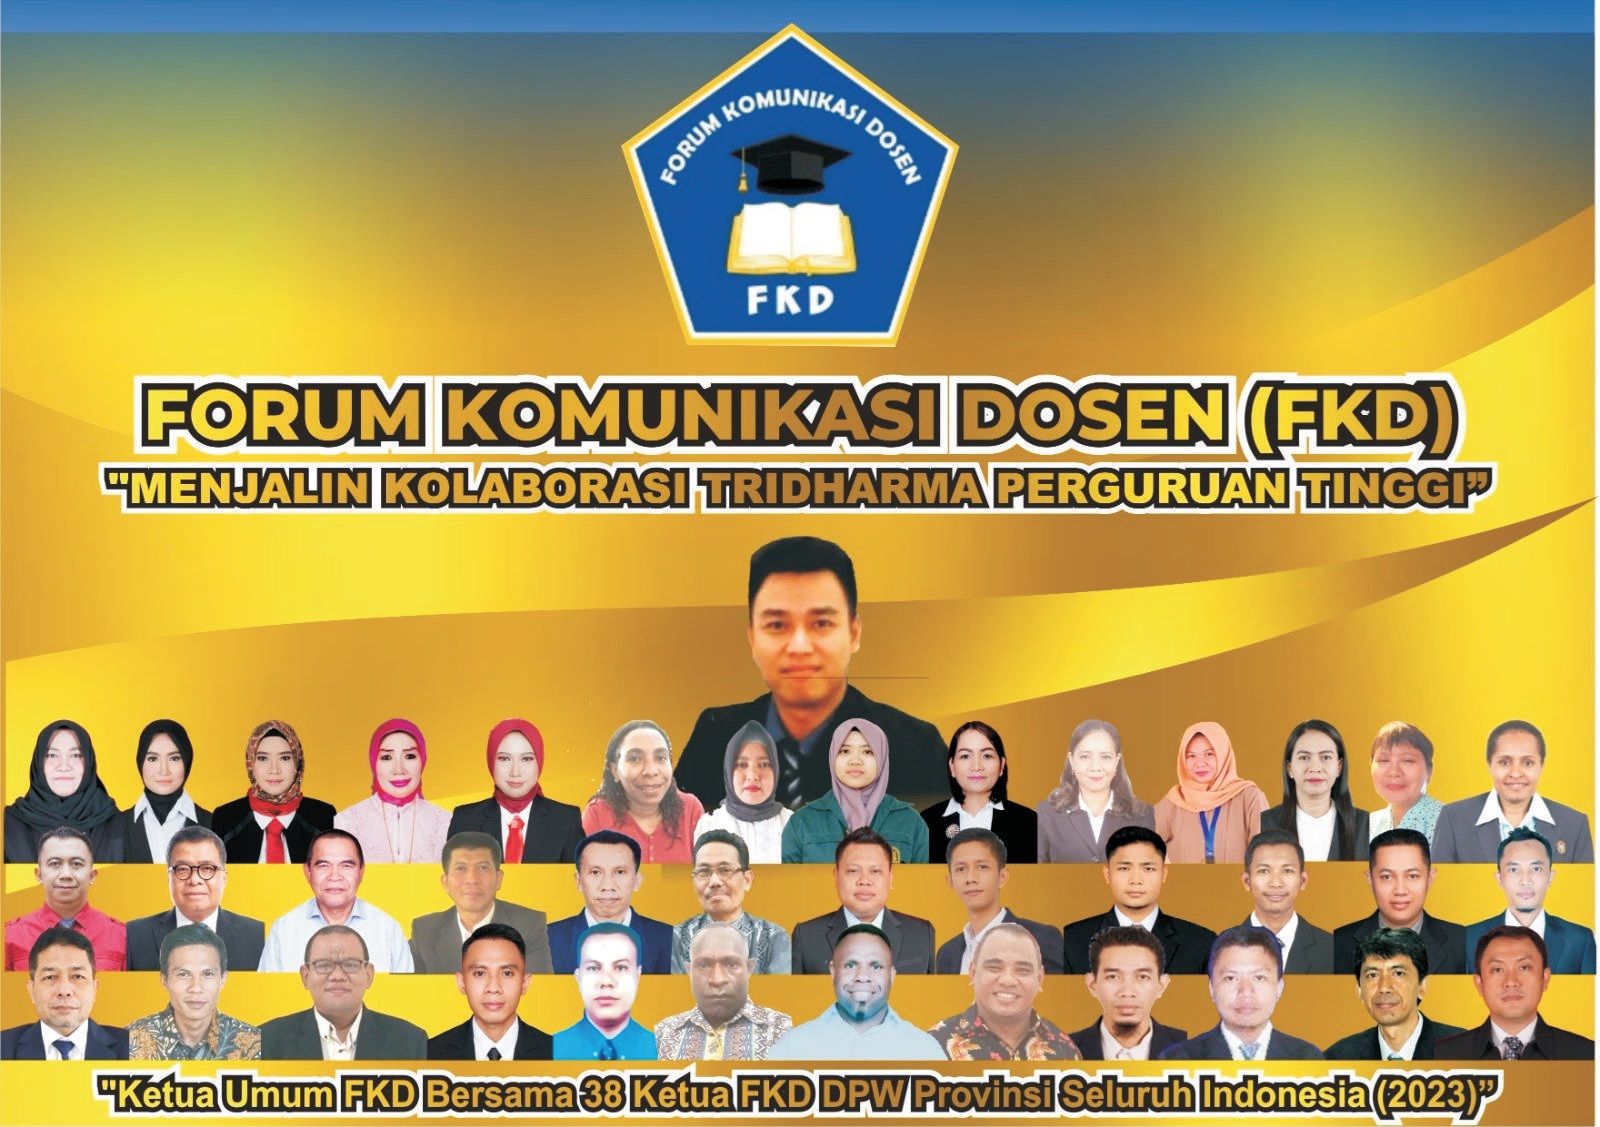 FORUM KOMUNIKASI DOSEN
FKD
FORUM KOMUNIKASI DOSEN (FKD)
"MENJALIN KOLABORASI TRIDHARMA PERGURUAN TINGGI”
"Ketua Umum FKD Bersama 38 Ketua FKD DPW Provinsi Seluruh Indonesia (2023)”